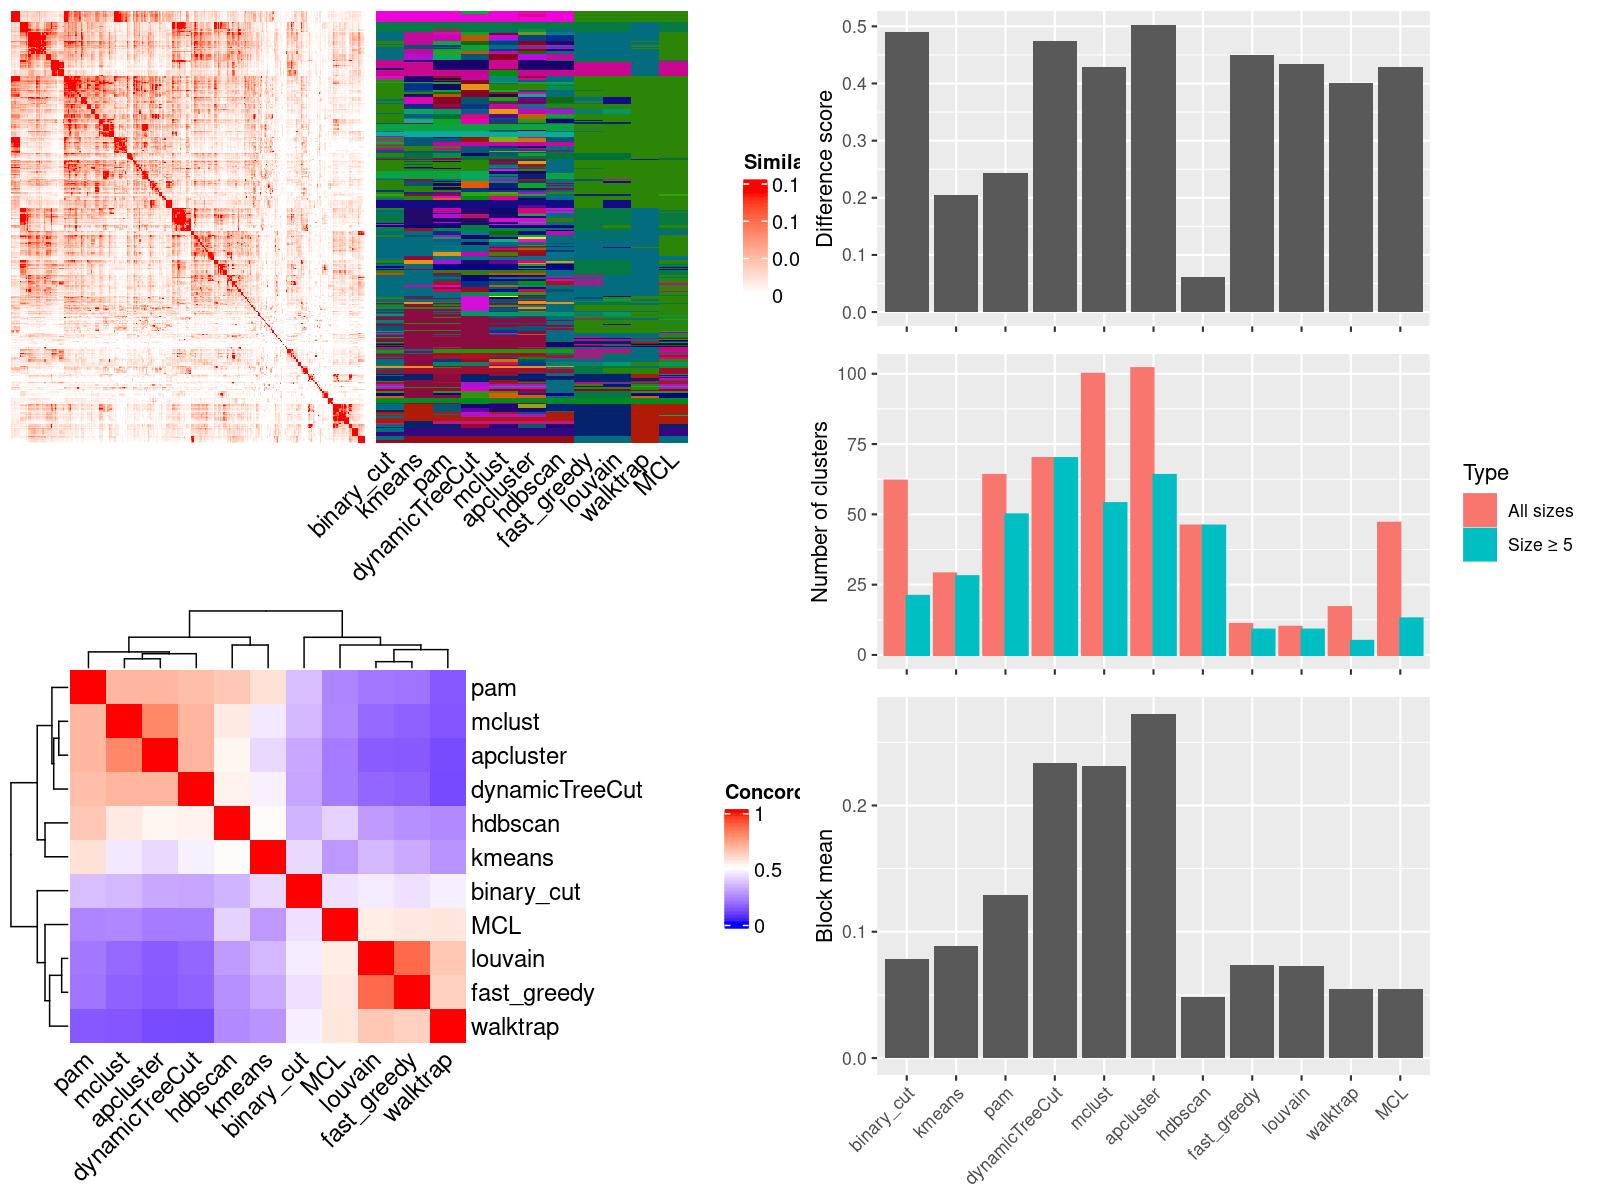 Simila
0.1
0.1
0.0
0
binary_cut
kmeans
pam
dynamicTreeCut
mclust
apcluster
hdbscan
fast_greedy
louvain
walktrap
MCL
pam
mclust
apcluster
dynamicTreeCut
hdbscan
kmeans
binary_cut
MCL
louvain
fast_greedy
walktrap
pam
mclust
apcluster
dynamicTreeCut
hdbscan
kmeans
binary_cut
MCL
louvain
fast_greedy
walktrap
Concord
1
0.5
0
Difference score
0.5
0.4
0.3
0.2
0.1
0.0
Number of clusters
100
75
50
25
0
Type
All sizes
Size ≥ 5
Block mean
0.2
0.1
0.0
binary_cut
kmeans
pam
dynamicTreeCut
mclust
apcluster
hdbscan
fast_greedy
louvain
walktrap
MCL